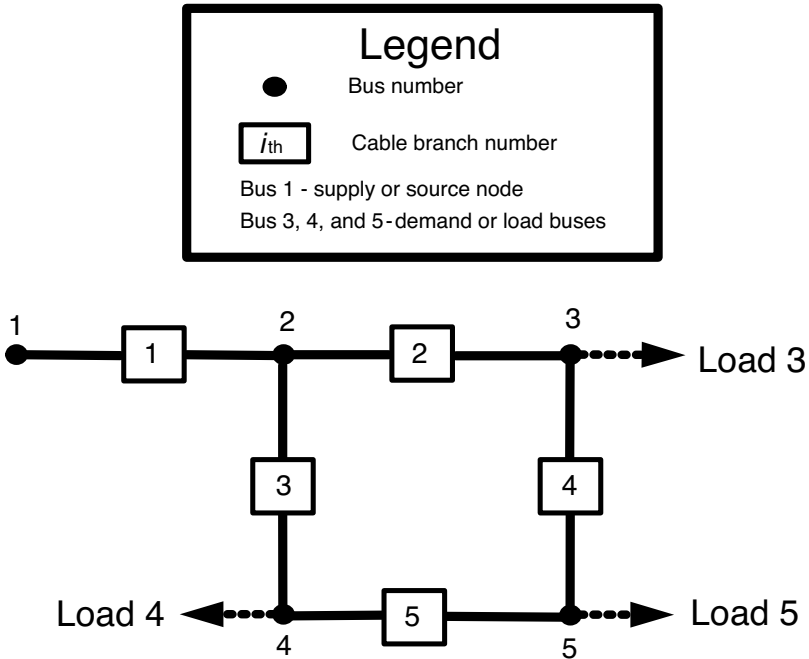 Legend
Bus number
ith
Cable branch number
Bus 1 - supply or source node
Bus 3, 4, and 5-demand or load buses
1
2
3
1
2
Load 3
3
4
Load 4
5
Load 5
4
5